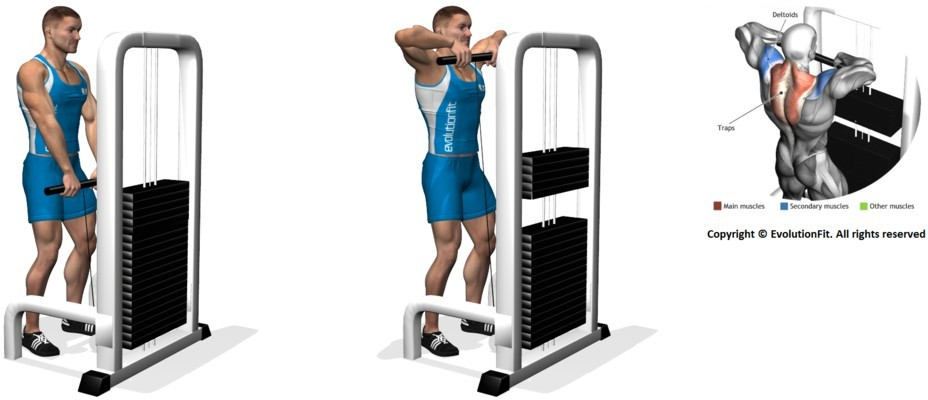 Deltoids
evolutionfit
Traps
Main muscles Secondary muscles Other muscles
Copyright © EvolutionFit. All rights reserved